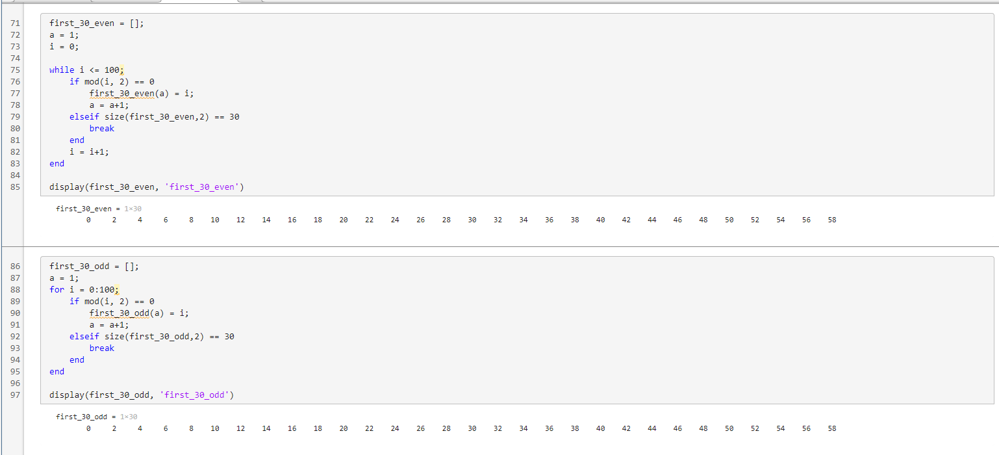 71 first_30_even = [];
72 a = 1;
73 i = 0;
74
75 while i <= 100;
76 if mod(i, 2) == 0
77 first_30_even(a) = i;
78 a = a+1;
79 elseif size(first_30_even,2) == 30
80 break
81 end
82 i = i+1;
83 end
84
85 display(first_30_even, 'first_30_even')
first_30_even = 1×30
0 2 4 6 8 10 12 14 16 18 20 22 24 26 28 30 32 34 36 38 40 42 44 46 48 50 52 54 56 58
86 first_30_odd = [];
87 a = 1;
88 for i = 0:100;
89 if mod(i, 2) == 0
90 first_30_odd(a) = i;
91 a = a+1;
92 elseif size(first_30_odd,2) == 30
93 break
94 end
95 end
96
97 display(first_30_odd, 'first_30_odd')
first_30_odd = 1×30
0 2 4 6 8 10 12 14 16 18 20 22 24 26 28 30 32 34 36 38 40 42 44 46 48 50 52 54 56 58